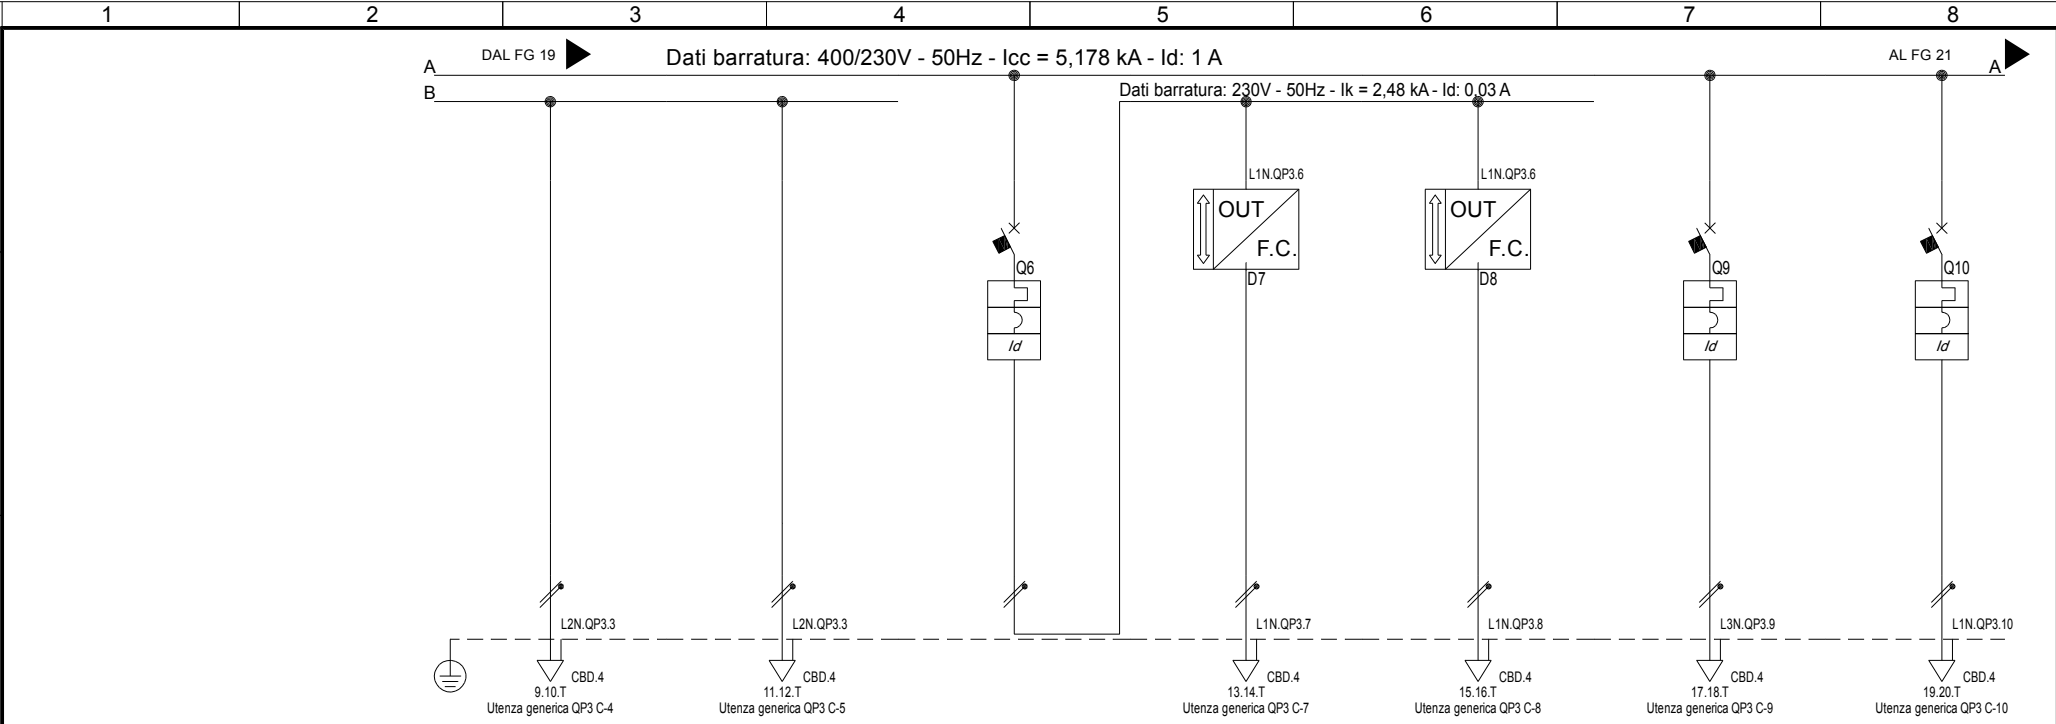 1 2 3 4 5 6 7 8
DAL FG 19 Dati barratura: 400/230V - 50Hz - Icc = 5,178 kA - Id: 1 A AL FG 21
A A
B Dati barratura: 230V - 50Hz - Ik = 2,48 kA - Id: 0,03 A
L1N.QP3.6 L1N.QP3.6
OUT OUT
F.C. F.C.
Q6 D7 D8 Q9 Q10
Id Id Id
L2N.QP3.3 L2N.QP3.3 L1N.QP3.7 L1N.QP3.8 L3N.QP3.9 L1N.QP3.10
CBD.4 CBD.4 CBD.4 CBD.4 CBD.4 CBD.4
9.10.T 11.12.T 13.14.T 15.16.T 17.18.T 19.20.T
Utenza generica QP3 C-4 Utenza generica QP3 C-5 Utenza generica QP3 C-7 Utenza generica QP3 C-8 Utenza generica QP3 C-9 Utenza generica QP3 C-10